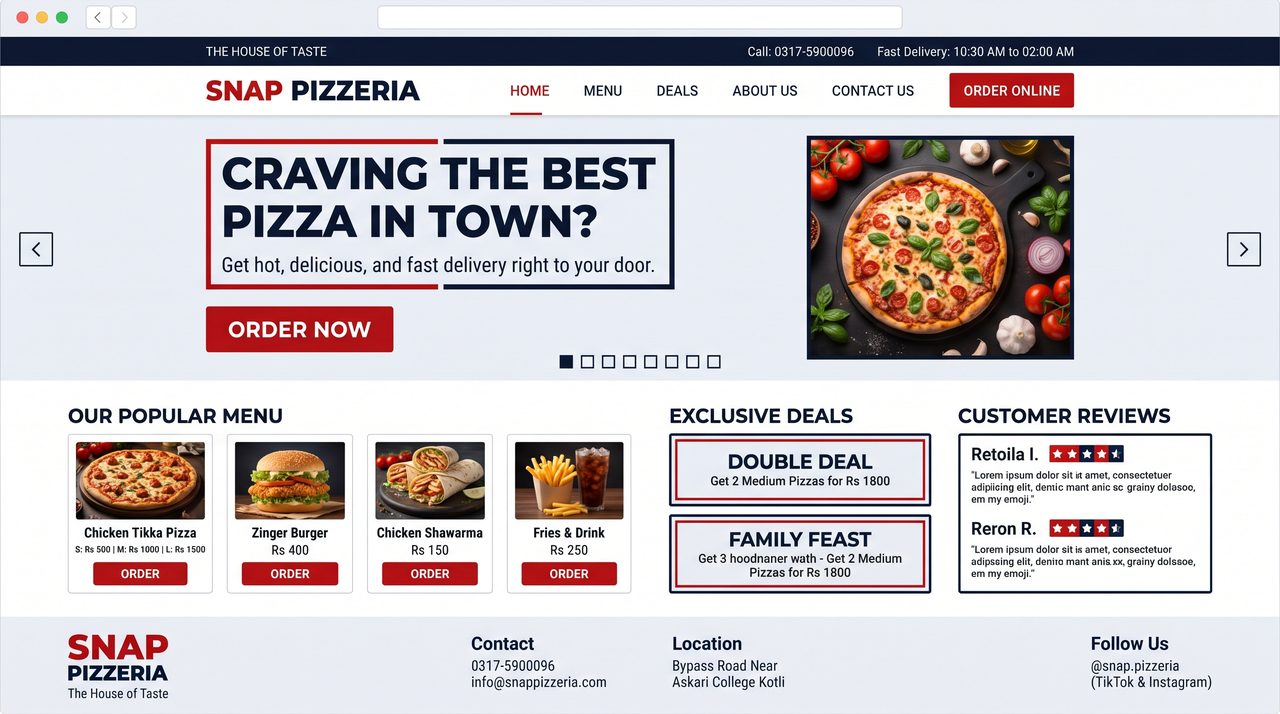 THE HOUSE OF TASTE
Call: 0317-5900096
Fast Delivery: 10:30 AM to 02:00 AM
SNAP PIZZERIA
HOME
MENU
DEALS
ABOUT US
CONTACT US
ORDER ONLINE
CRAVING THE BEST
PIZZA IN TOWN?
Get hot, delicious, and fast delivery right to your door.
ORDER NOW
OUR POPULAR MENU
Chicken Tikka Pizza
S: Rs 500 | M: Rs 1000 | L: Rs 1500
ORDER
Zinger Burger
Rs 400
ORDER
Chicken Shawarma
Rs 150
ORDER
Fries & Drink
Rs 250
ORDER
EXCLUSIVE DEALS
DOUBLE DEAL
Get 2 Medium Pizzas for Rs 1800
FAMILY FEAST
Get 3 hoodnaner wath - Get 2 Medium
Pizzas for Rs 1800
CUSTOMER REVIEWS
Retoila I.
"Lorem ipsum dolor sit it amet, consectetuer
adipiicing elit, dentic mant anic sc grainy dolasoo,
em my emoji."
Reron R.
"Lorem ipsum dolor sit is amet, consectetuor
adipssing elit, deniro mant anis.xx, grainy dolssoe,
em my emoji."
SNAP
PIZZERIA
The House of Taste
Contact
0317-5900096
info@snappizzeria.com
Location
Bypass Road Near
Askari College Kotli
Follow Us
@snap.pizzeria
(TikTok & Instagram)